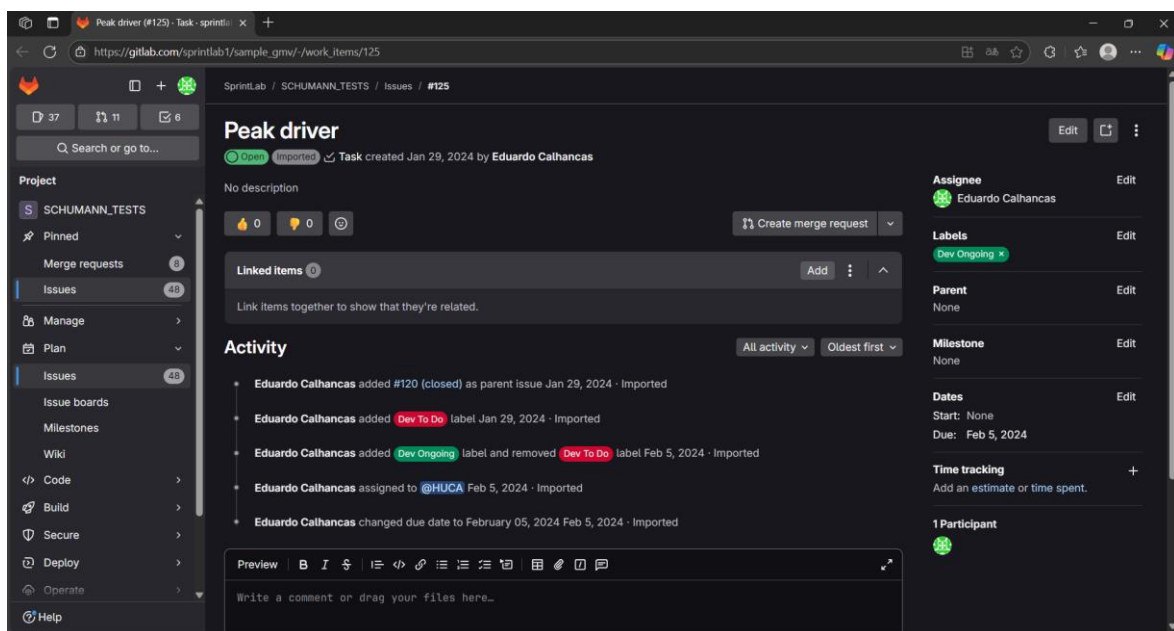 Peak driver (#125) - Task - sprintla
https://gitlab.com/sprintlab1/sample_gmv/-/work_items/125
SprintLab / SCHUMANN_TESTS / Issues / #125
37 11 6
Search or go to...
Project
S SCHUMANN_TESTS
Pinned
Merge requests 8
Issues 48
Manage
Plan
Issues 48
Issue boards
Milestones
Wiki
Code
Build
Secure
Deploy
Operate
Help
Peak driver
Edit
Open Imported Task created Jan 29, 2024 by Eduardo Calhancas
No description
0 0
Create merge request
Linked items 0
Add
Link items together to show that they're related.
Activity
All activity Oldest first
Eduardo Calhancas added #120 (closed) as parent issue Jan 29, 2024 · Imported
Eduardo Calhancas added Dev To Do label Jan 29, 2024 · Imported
Eduardo Calhancas added Dev Ongoing label and removed Dev To Do label Feb 5, 2024 · Imported
Eduardo Calhancas assigned to @HUCA Feb 5, 2024 · Imported
Eduardo Calhancas changed due date to February 05, 2024 Feb 5, 2024 · Imported
Preview B I S
Write a comment or drag your files here…
Assignee Edit
Eduardo Calhancas
Labels Edit
Dev Ongoing ×
Parent Edit
None
Milestone Edit
None
Dates Edit
Start: None
Due: Feb 5, 2024
Time tracking +
Add an estimate or time spent.
1 Participant